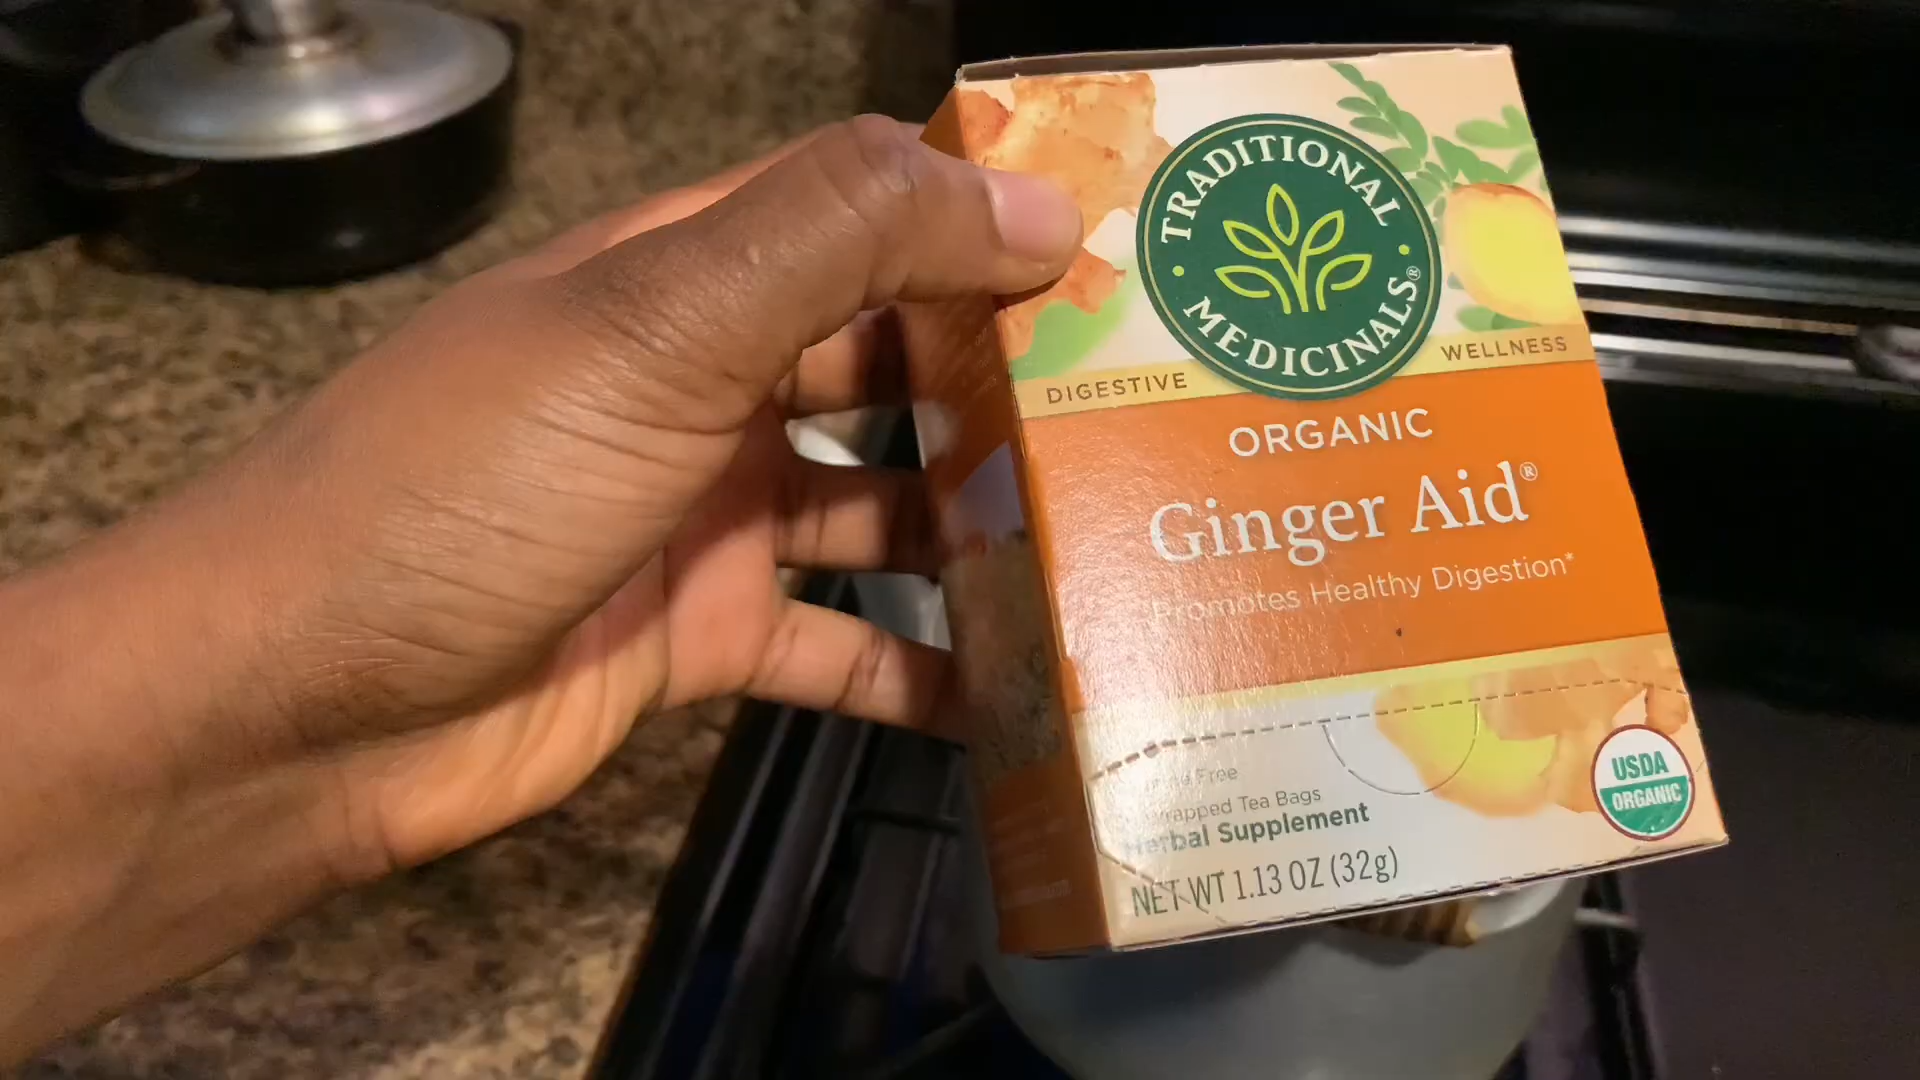 TRADITIONAL
MEDICINALS®
DIGESTIVE
WELLNESS
ORGANIC
Ginger Aid®
Promotes Healthy Digestion*
Free
Wrapped Tea Bags
Herbal Supplement
NET WT 1.13 OZ (32g)
USDA
ORGANIC